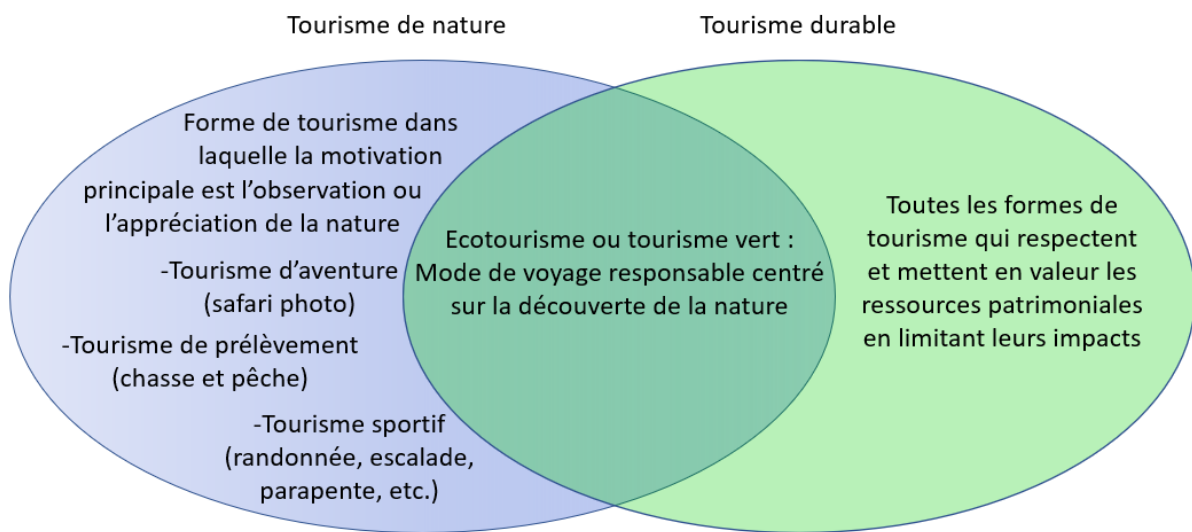 Tourisme de nature
Tourisme durable
Forme de tourisme dans
laquelle la motivation
principale est l’observation ou
l’appréciation de la nature
-Tourisme d’aventure
(safari photo)
-Tourisme de prélèvement
(chasse et pêche)
-Tourisme sportif
(randonnée, escalade,
parapente, etc.)
Ecotourisme ou tourisme vert :
Mode de voyage responsable centré
sur la découverte de la nature
Toutes les formes de
tourisme qui respectent
et mettent en valeur les
ressources patrimoniales
en limitant leurs impacts